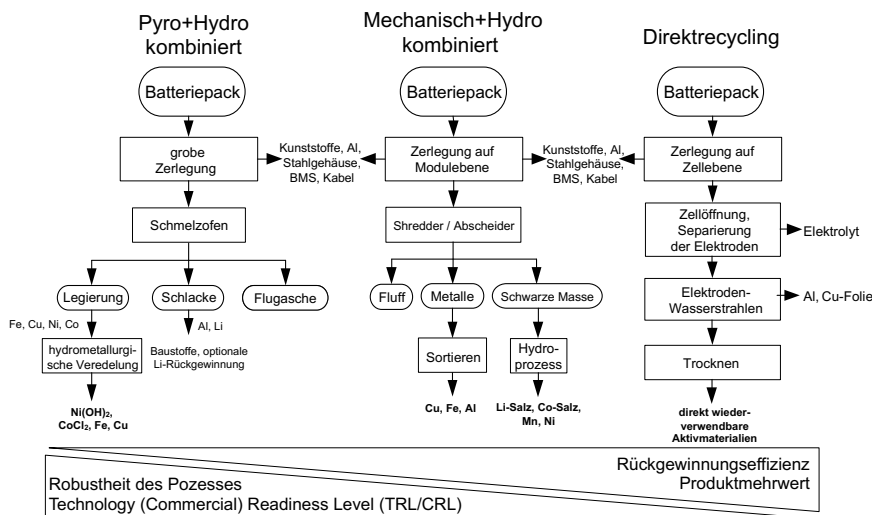 Pyro+Hydro
kombiniert
Batteriepack
grobe
Zerlegung
Kunststoffe, Al,
Stahlgehäuse,
BMS, Kabel
Schmelzofen
Legierung
Schlacke
Flugasche
Fe, Cu, Ni, Co
Al, Li
hydrometallurgi-
sche Veredelung
Baustoffe, optionale
Li-Rückgewinnung
Ni(OH)₂,
CoCl₂, Fe, Cu
Mechanisch+Hydro
kombiniert
Batteriepack
Zerlegung auf
Modulebene
Kunststoffe, Al,
Stahlgehäuse,
BMS, Kabel
Shredder / Abscheider
Fluff
Metalle
Schwarze Masse
Sortieren
Hydro-
prozess
Cu, Fe, Al
Li-Salz, Co-Salz,
Mn, Ni
Direktrecycling
Batteriepack
Zerlegung auf
Zellebene
Zellöffnung,
Separierung
der Elektroden
Elektrolyt
Elektroden-
Wasserstrahlen
Al, Cu-Folie
Trocknen
direkt wieder-
verwendbare
Aktivmaterialien
Rückgewinnungseffizienz
Produktmehrwert
Robustheit des Pozesses
Technology (Commercial) Readiness Level (TRL/CRL)